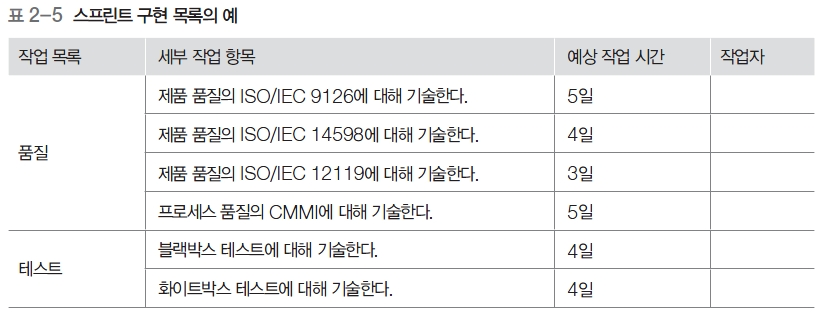 표 2-5 스프린트 구현 목록의 예
작업 목록 세부 작업 항목 예상 작업 시간 작업자
품질
제품 품질의 ISO/IEC 9126에 대해 기술한다. 5일
제품 품질의 ISO/IEC 14598에 대해 기술한다. 4일
제품 품질의 ISO/IEC 12119에 대해 기술한다. 3일
프로세스 품질의 CMMI에 대해 기술한다. 5일
테스트
블랙박스 테스트에 대해 기술한다. 4일
화이트박스 테스트에 대해 기술한다. 4일